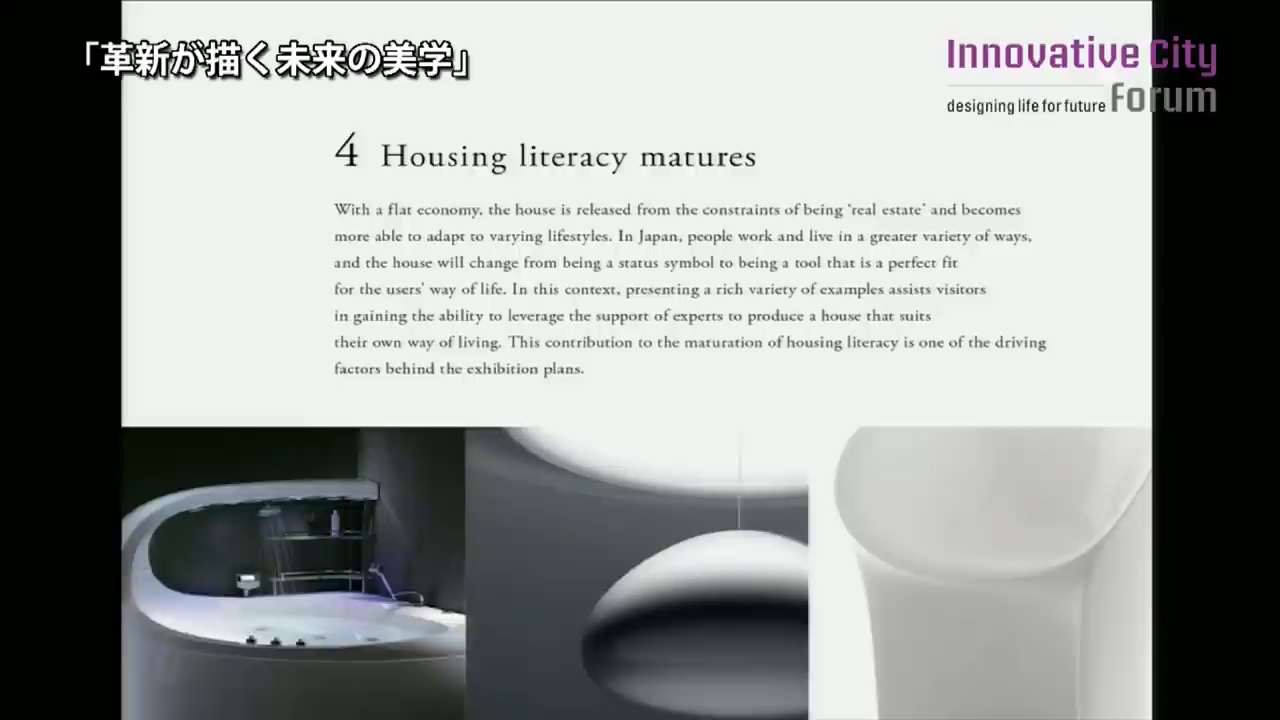 「革新が描く未来の美学」
Innovative City
designing life for future Forum
4 Housing literacy matures
With a flat economy, the house is released from the constraints of being ‘real estate’ and becomes
more able to adapt to varying lifestyles. In Japan, people work and live in a greater variety of ways,
and the house will change from being a status symbol to being a tool that is a perfect fit
for the users’ way of life. In this context, presenting a rich variety of examples assists visitors
in gaining the ability to leverage the support of experts to produce a house that suits
their own way of living. This contribution to the maturation of housing literacy is one of the driving
factors behind the exhibition plans.